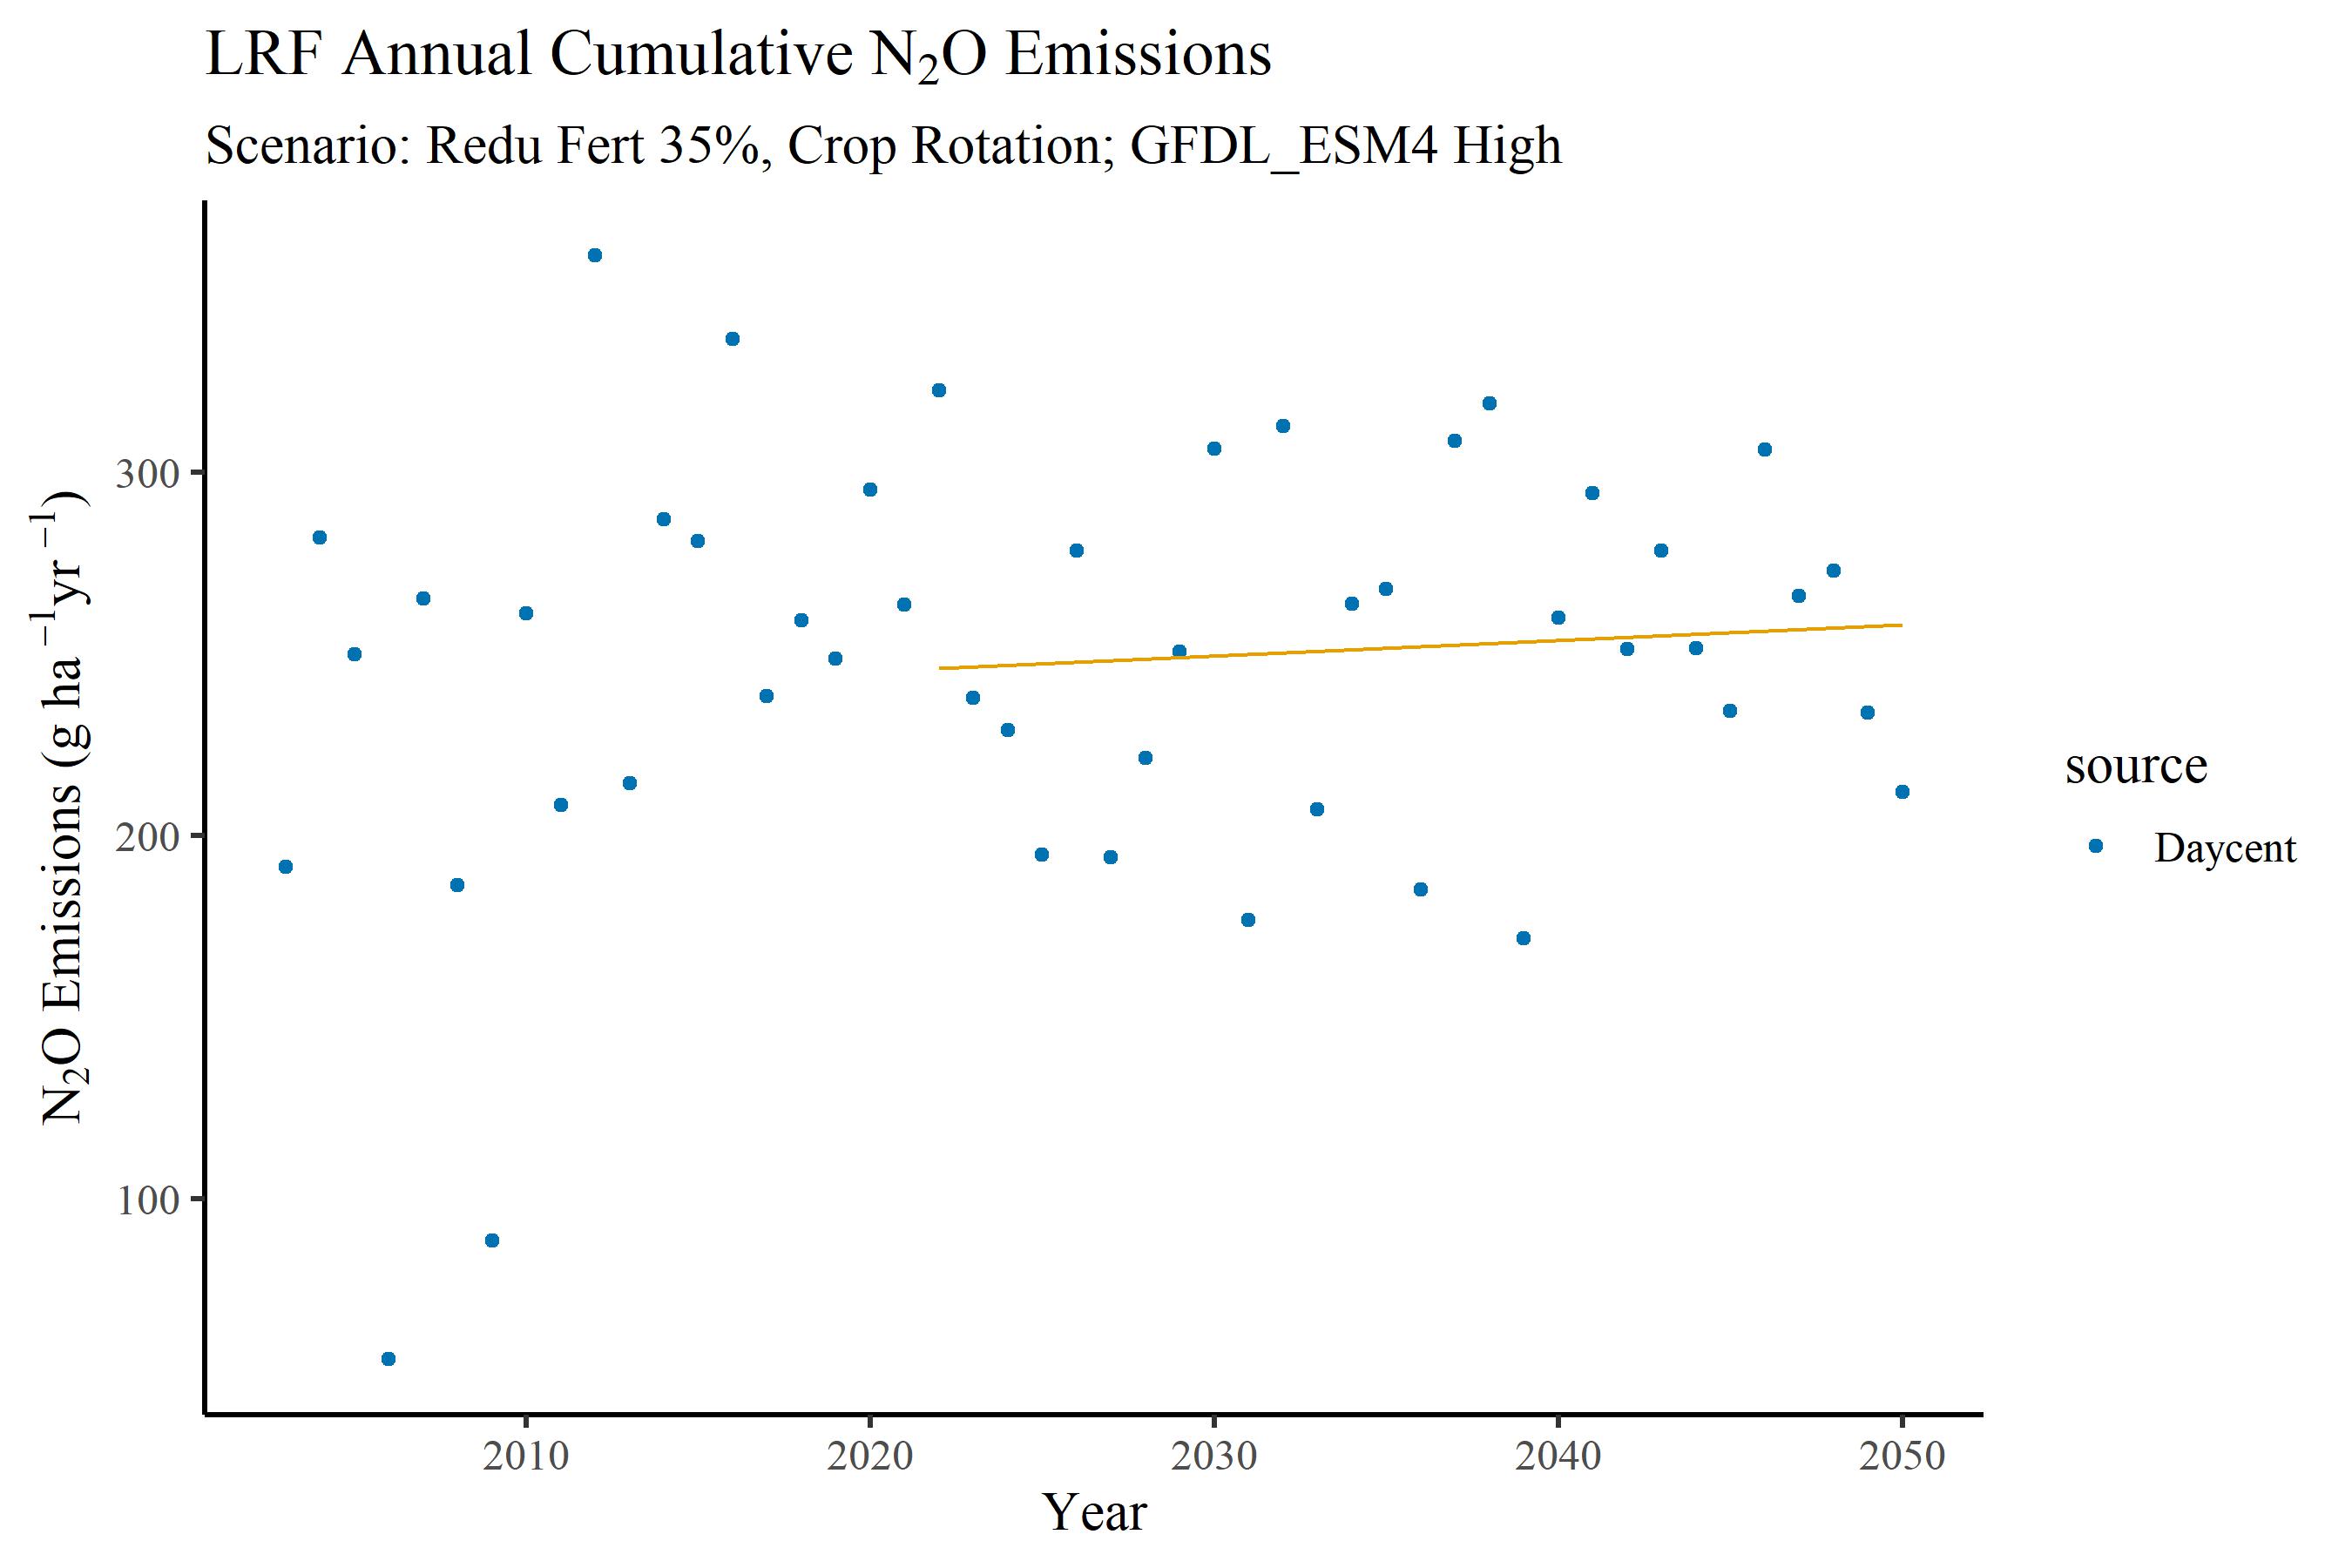 LRF Annual Cumulative N₂O Emissions
Scenario: Redu Fert 35%, Crop Rotation; GFDL_ESM4 High
N₂O Emissions (g ha ⁻¹yr ⁻¹)
300
200
100
2010
2020
2030
2040
2050
Year
source
Daycent